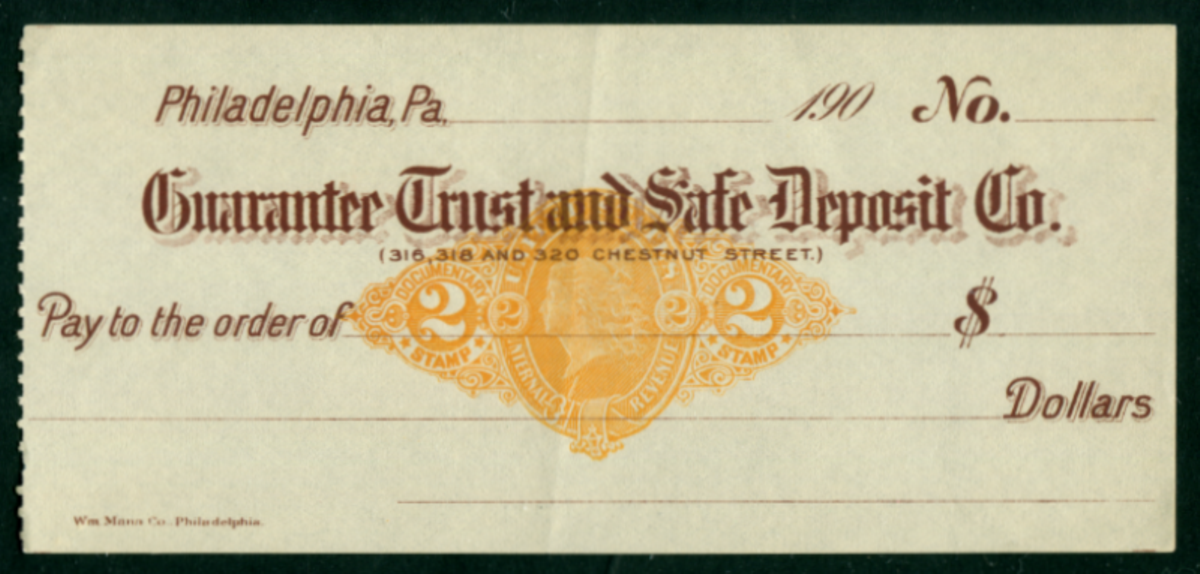 Philadelphia, Pa. 190 No.
Guarantee Trust and Safe Deposit Co.
(316, 318 AND 320 CHESTNUT STREET.)
Pay to the order of $
DOCUMENTARY 2 STAMP
2 2
INTERNAL REVENUE
DOCUMENTARY 2 STAMP
Dollars
Wm Mann Co. Philadelphia.